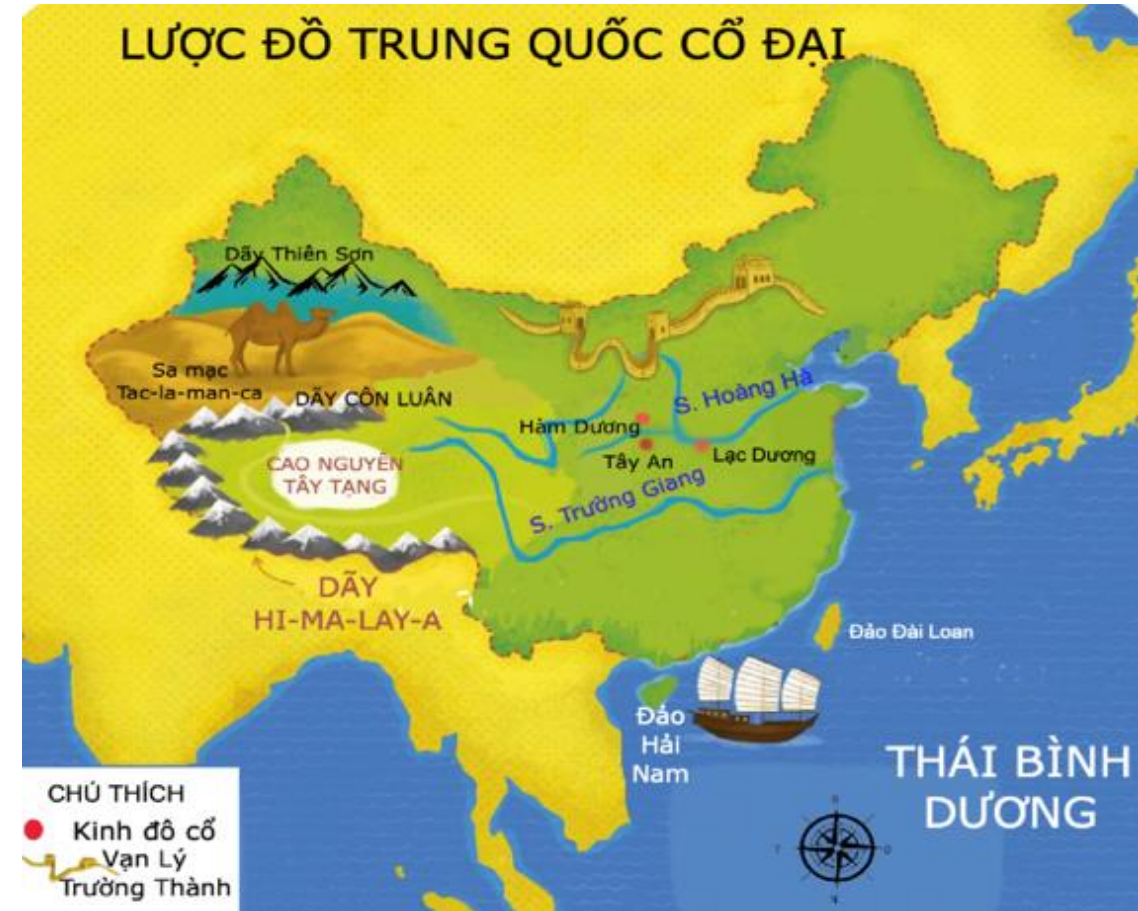 LƯỢC ĐỒ TRUNG QUỐC CỔ ĐẠI
Dãy Thiên Sơn
Sa mạc
Tac-la-man-ca
DÃY CÔN LUÂN
CAO NGUYÊN
TÂY TẠNG
DÃY
HI-MA-LAY-A
Hàm Dương
Tây An
S. Hoàng Hà
Lạc Dương
S. Trường Giang
Đảo Đài Loan
Đảo
Hải
Nam
THÁI BÌNH
DƯƠNG
CHÚ THÍCH
Kinh đô cổ
Vạn Lý
Trường Thành